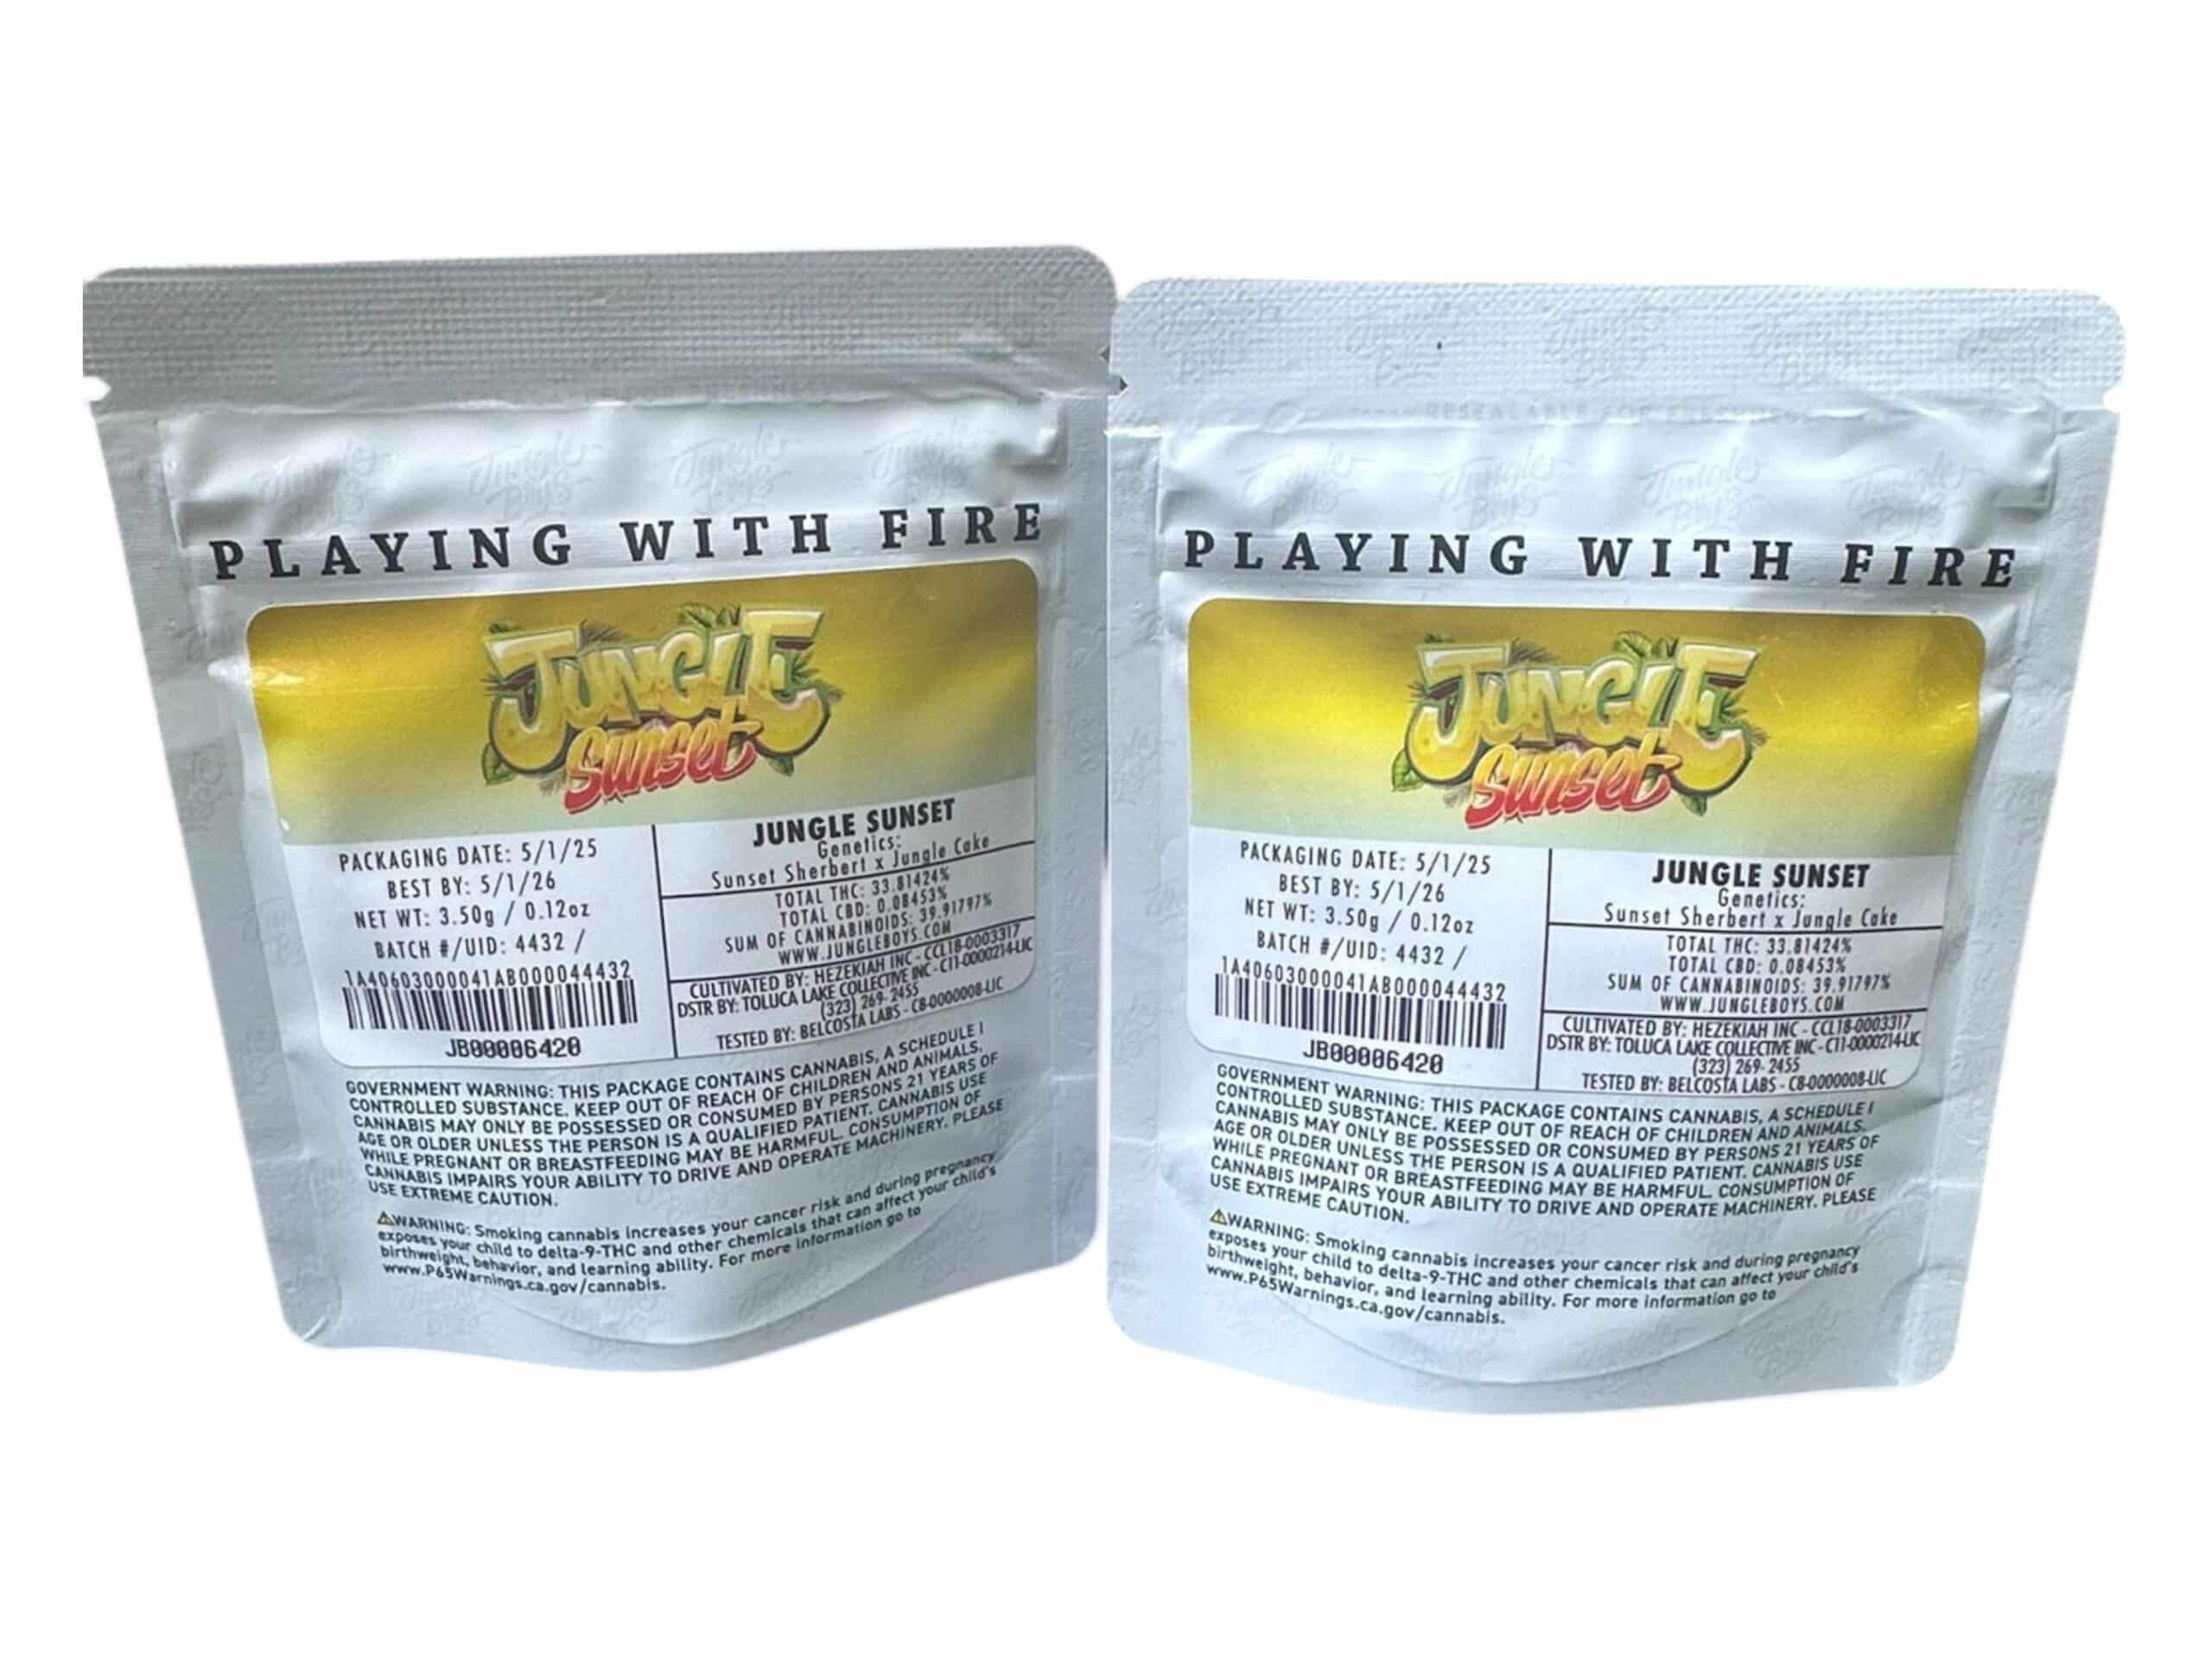 PLAYING WITH FIRE
JUNGLE
Sunset
PACKAGING DATE: 5/1/25
BEST BY: 5/1/26
NET WT: 3.50g / 0.12oz
BATCH #/UID: 4432 /
1A40603000041AB000044432
JB00006420
JUNGLE SUNSET
Genetics:
Sunset Sherbert x Jungle Cake
TOTAL THC: 33.81424%
TOTAL CBD: 0.08453%
SUM OF CANNABINOIDS: 39.91797%
WWW.JUNGLEBOYS.COM
CULTIVATED BY: HEZEKIAH INC - CCL18-0003317
DSTR BY: TOLUCA LAKE COLLECTIVE INC - C11-0000214-LIC
(323) 269- 2455
TESTED BY: BELCOSTA LABS - C8-0000008-LIC
GOVERNMENT WARNING: THIS PACKAGE CONTAINS CANNABIS, A SCHEDULE I
CONTROLLED SUBSTANCE. KEEP OUT OF REACH OF CHILDREN AND ANIMALS.
CANNABIS MAY ONLY BE POSSESSED OR CONSUMED BY PERSONS 21 YEARS OF
AGE OR OLDER UNLESS THE PERSON IS A QUALIFIED PATIENT. CANNABIS USE
WHILE PREGNANT OR BREASTFEEDING MAY BE HARMFUL. CONSUMPTION OF
CANNABIS IMPAIRS YOUR ABILITY TO DRIVE AND OPERATE MACHINERY. PLEASE
USE EXTREME CAUTION.
⚠WARNING: Smoking cannabis increases your cancer risk and during pregnancy
exposes your child to delta-9-THC and other chemicals that can affect your child's
birthweight, behavior, and learning ability. For more information go to
www.P65Warnings.ca.gov/cannabis.
RESEALABLE FOR
Jungle Boys
PLAYING WITH FIRE
JUNGLE
Sunset
PACKAGING DATE: 5/1/25
BEST BY: 5/1/26
NET WT: 3.50g / 0.12oz
BATCH #/UID: 4432 /
1A40603000041AB000044432
JB00006420
JUNGLE SUNSET
Genetics:
Sunset Sherbert x Jungle Cake
TOTAL THC: 33.81424%
TOTAL CBD: 0.08453%
SUM OF CANNABINOIDS: 39.91797%
WWW.JUNGLEBOYS.COM
CULTIVATED BY: HEZEKIAH INC - CCL18-0003317
DSTR BY: TOLUCA LAKE COLLECTIVE INC - C11-0000214-LIC
(323) 269- 2455
TESTED BY: BELCOSTA LABS - C8-0000008-LIC
GOVERNMENT WARNING: THIS PACKAGE CONTAINS CANNABIS, A SCHEDULE I
CONTROLLED SUBSTANCE. KEEP OUT OF REACH OF CHILDREN AND ANIMALS.
CANNABIS MAY ONLY BE POSSESSED OR CONSUMED BY PERSONS 21 YEARS OF
AGE OR OLDER UNLESS THE PERSON IS A QUALIFIED PATIENT. CANNABIS USE
WHILE PREGNANT OR BREASTFEEDING MAY BE HARMFUL. CONSUMPTION OF
CANNABIS IMPAIRS YOUR ABILITY TO DRIVE AND OPERATE MACHINERY. PLEASE
USE EXTREME CAUTION.
⚠WARNING: Smoking cannabis increases your cancer risk and during pregnancy
exposes your child to delta-9-THC and other chemicals that can affect your child's
birthweight, behavior, and learning ability. For more information go to
www.P65Warnings.ca.gov/cannabis.